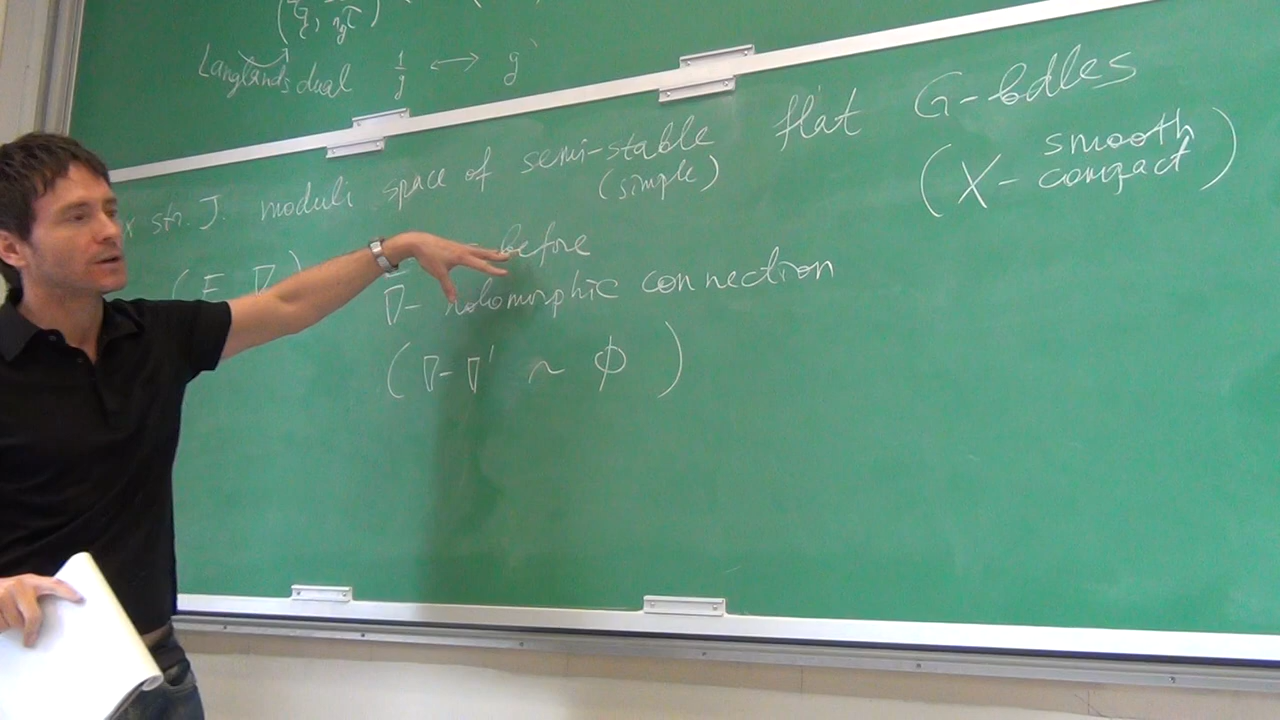 Langlands dual 1/g ⟷ g
str. J. moduli space of semi-stable flat G-bdles
(simple) (X - smooth compact)
(E, ∇) before
∇ - holomorphic connection
(∇-∇' ~ ϕ)